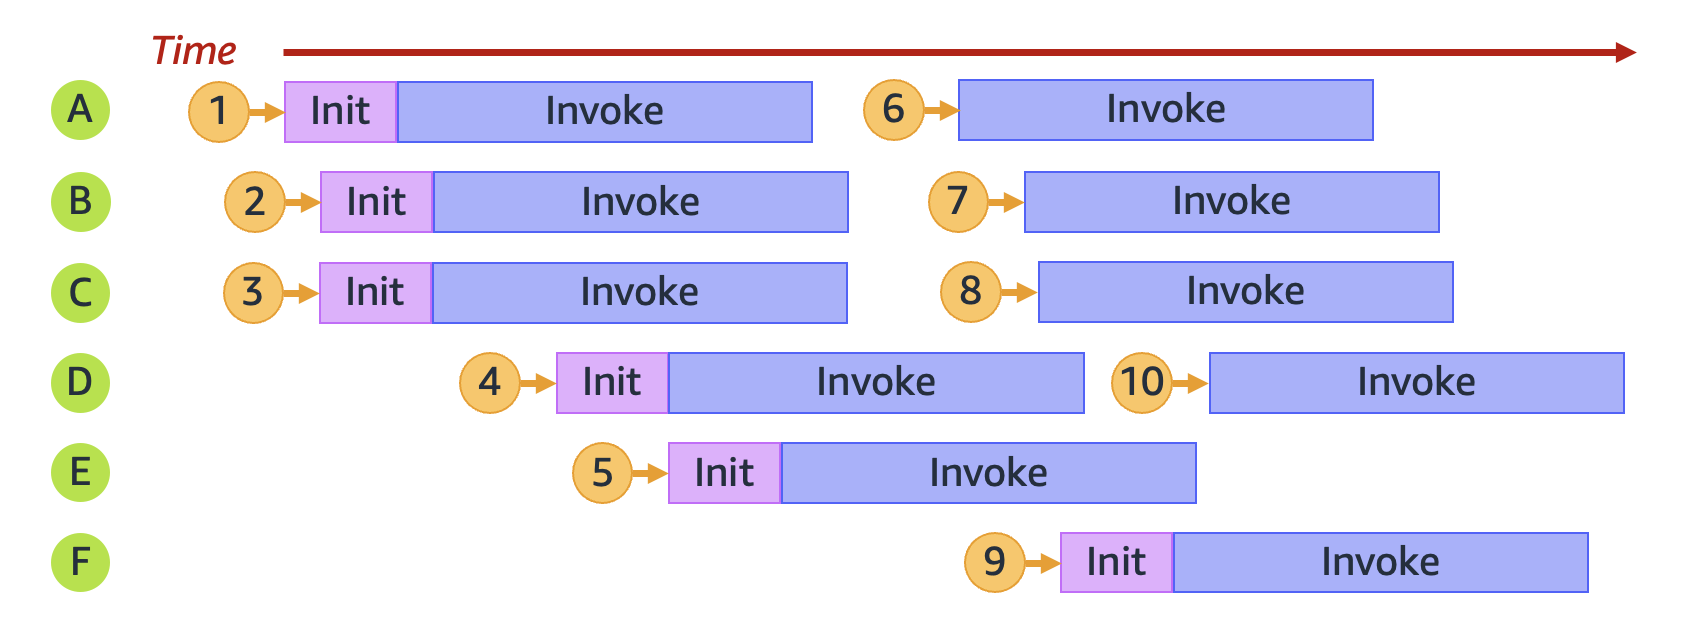 Time
A 1 Init Invoke 6 Invoke
B 2 Init Invoke 7 Invoke
C 3 Init Invoke 8 Invoke
D 4 Init Invoke 10 Invoke
E 5 Init Invoke
F 9 Init Invoke